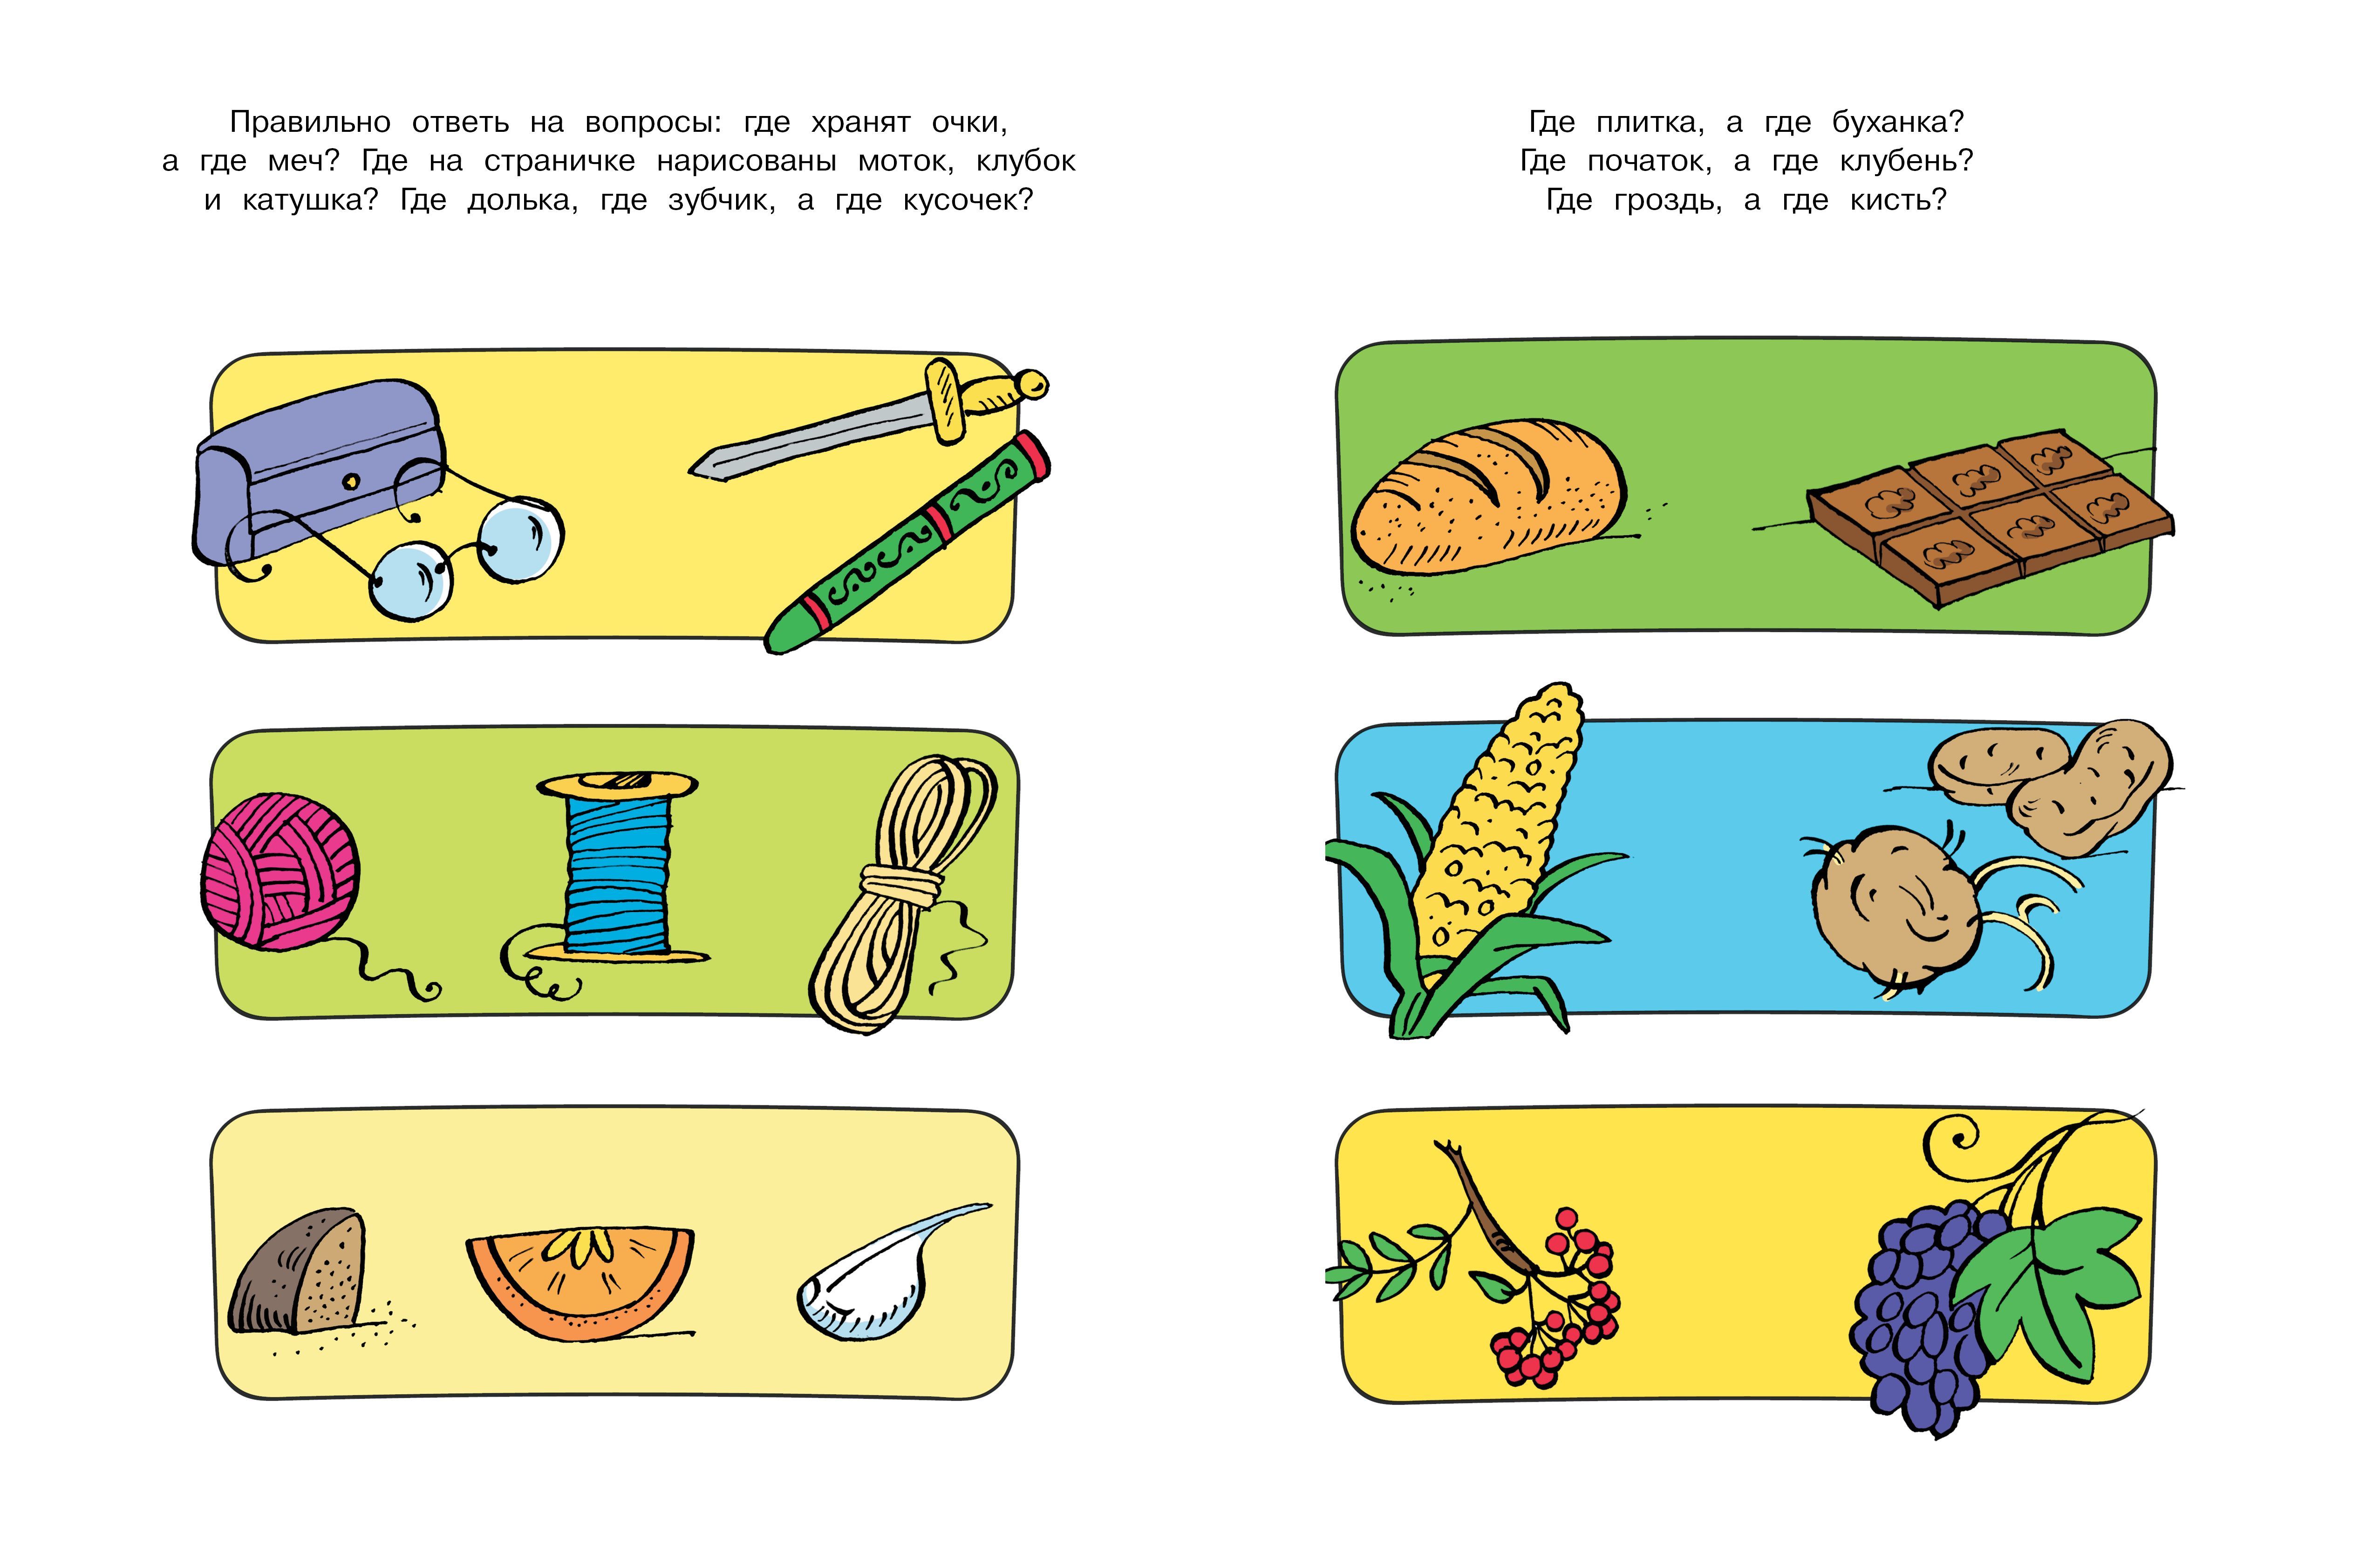 Правильно ответь на вопросы: где хранят очки,
а где меч? Где на страничке нарисованы моток, клубок
и катушка? Где долька, где зубчик, а где кусочек?
Где плитка, а где буханка?
Где початок, а где клубень?
Где гроздь, а где кисть?